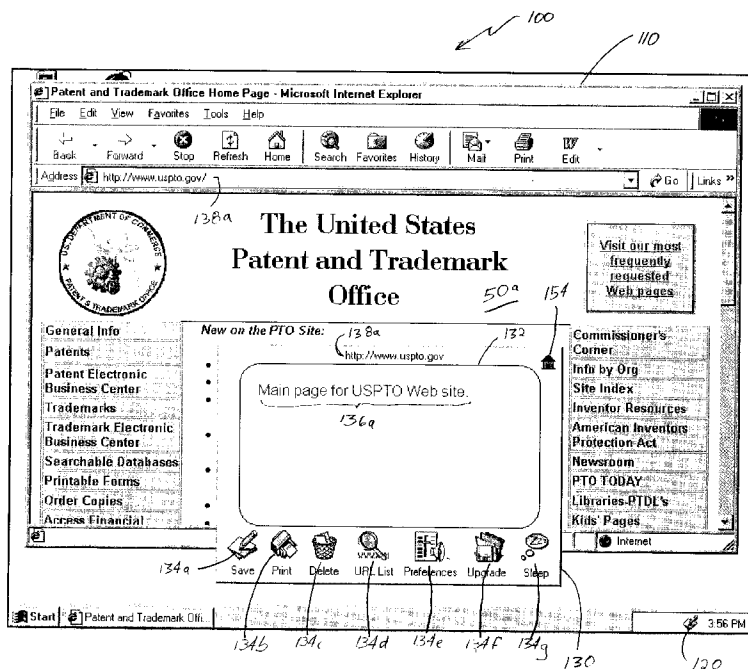 100
110
Patent and Trademark Office Home Page - Microsoft Internet Explorer
File Edit View Favorites Tools Help
Back Forward Stop Refresh Home Search Favorites History Mail Print Edit
Address http://www.uspto.gov/ Go Links »
138a
U.S. DEPARTMENT OF COMMERCE
PATENT & TRADEMARK OFFICE
The United States
Patent and Trademark
Office
Visit our most
frequently
requested
Web pages
50a
154
General Info
Patents
Patent Electronic
Business Center
Trademarks
Trademark Electronic
Business Center
Searchable Databases
Printable Forms
Order Copies
Access Financial
New on the PTO Site:
138a
132
http://www.uspto.gov
Main page for USPTO Web site.
136a
Commissioner's
Corner
Info by Org
Site Index
Inventor Resources
American Inventors
Protection Act
Newsroom
PTO TODAY
Libraries-PTDL's
Kids' Pages
Internet
Save Print Delete URL List Preferences Upgrade Sleep
134a
Start Patent and Trademark Offi... 3:56 PM
134b 134c 134d 134e 134f 134g 130 120